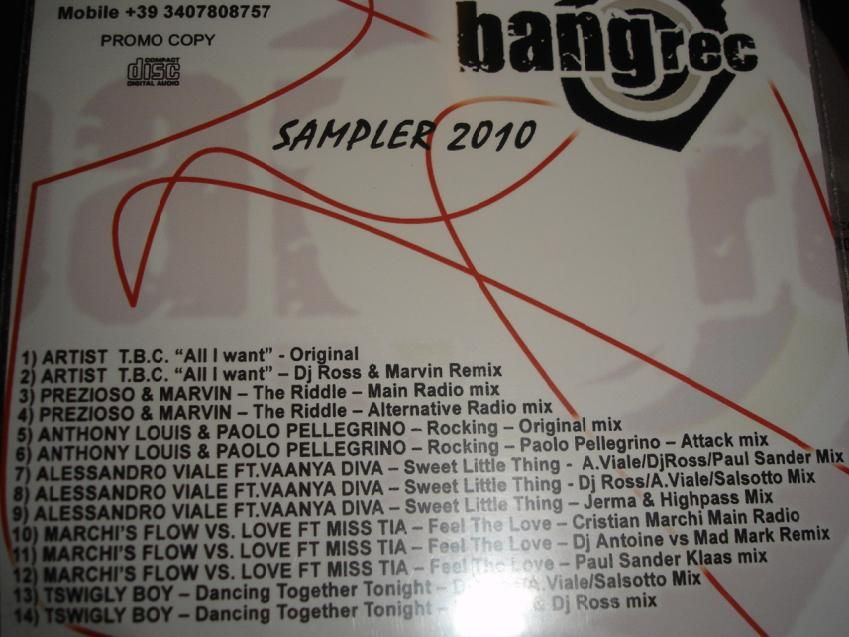 Mobile +39 3407808757
PROMO COPY
COMPACT
disc
DIGITAL AUDIO
bang rec
SAMPLER 2010
1) ARTIST T.B.C. “All I want” - Original
2) ARTIST T.B.C. “All I want” – Dj Ross & Marvin Remix
3) PREZIOSO & MARVIN – The Riddle – Main Radio mix
4) PREZIOSO & MARVIN – The Riddle – Alternative Radio mix
5) ANTHONY LOUIS & PAOLO PELLEGRINO – Rocking – Original mix
6) ANTHONY LOUIS & PAOLO PELLEGRINO – Rocking – Paolo Pellegrino – Attack mix
7) ALESSANDRO VIALE FT.VAANYA DIVA – Sweet Little Thing - A.Viale/DjRoss/Paul Sander Mix
8) ALESSANDRO VIALE FT.VAANYA DIVA – Sweet Little Thing - Dj Ross/A.Viale/Salsotto Mix
9) ALESSANDRO VIALE FT.VAANYA DIVA – Sweet Little Thing – Jerma & Highpass Mix
10) MARCHI'S FLOW VS. LOVE FT MISS TIA – Feel The Love – Cristian Marchi Main Radio
11) MARCHI'S FLOW VS. LOVE FT MISS TIA – Feel The Love – Dj Antoine vs Mad Mark Remix
12) MARCHI'S FLOW VS. LOVE FT MISS TIA – Feel The Love – Paul Sander Klaas mix
13) TSWIGLY BOY – Dancing Together Tonight - /A.Viale/Salsotto Mix
14) TSWIGLY BOY – Dancing Together Tonight - & Dj Ross mix